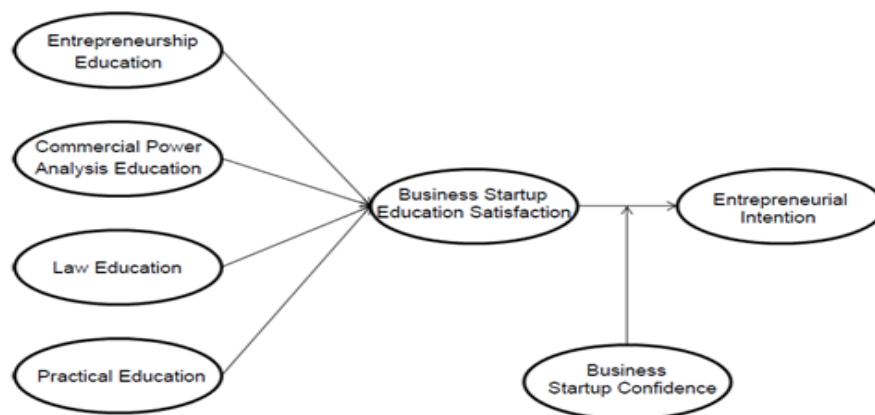 Entrepreneurship
Education
Commercial Power
Analysis Education
Law Education
Practical Education
Business Startup
Education Satisfaction
Entrepreneurial
Intention
Business
Startup Confidence